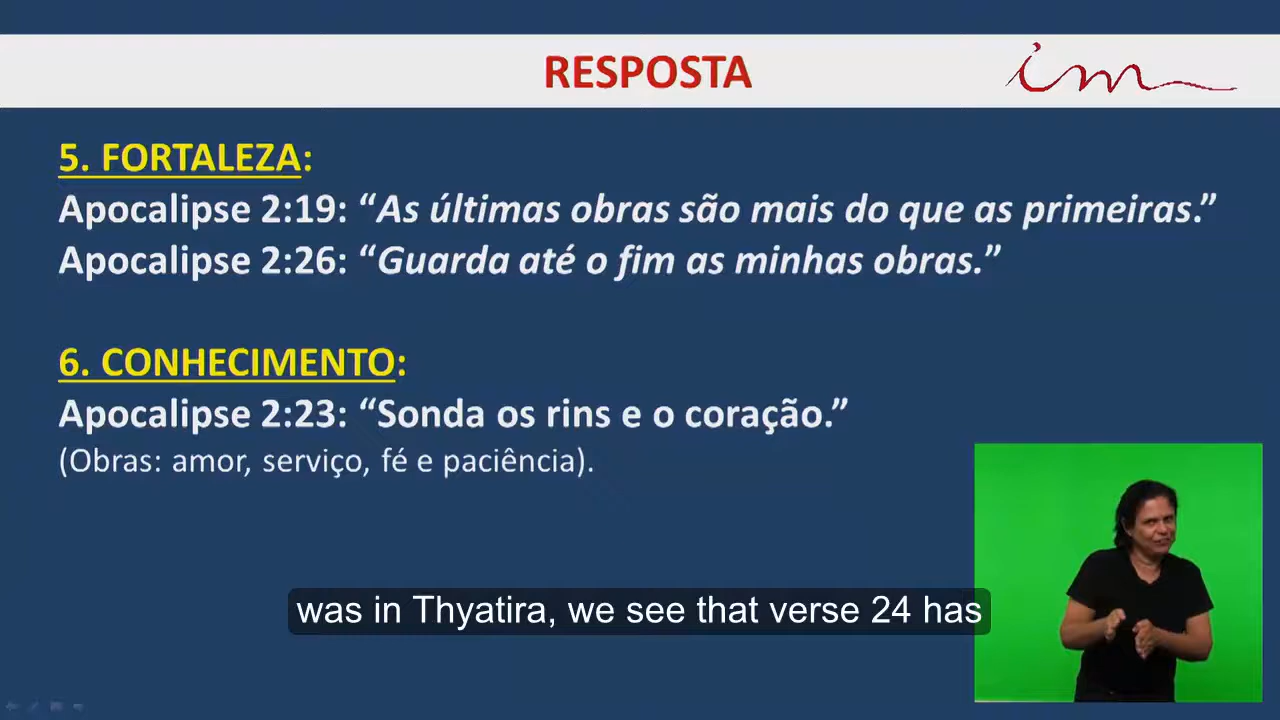 RESPOSTA
im
5. FORTALEZA:
Apocalipse 2:19: “As últimas obras são mais do que as primeiras.”
Apocalipse 2:26: “Guarda até o fim as minhas obras.”
6. CONHECIMENTO:
Apocalipse 2:23: “Sonda os rins e o coração.”
(Obras: amor, serviço, fé e paciência).
was in Thyatira, we see that verse 24 has